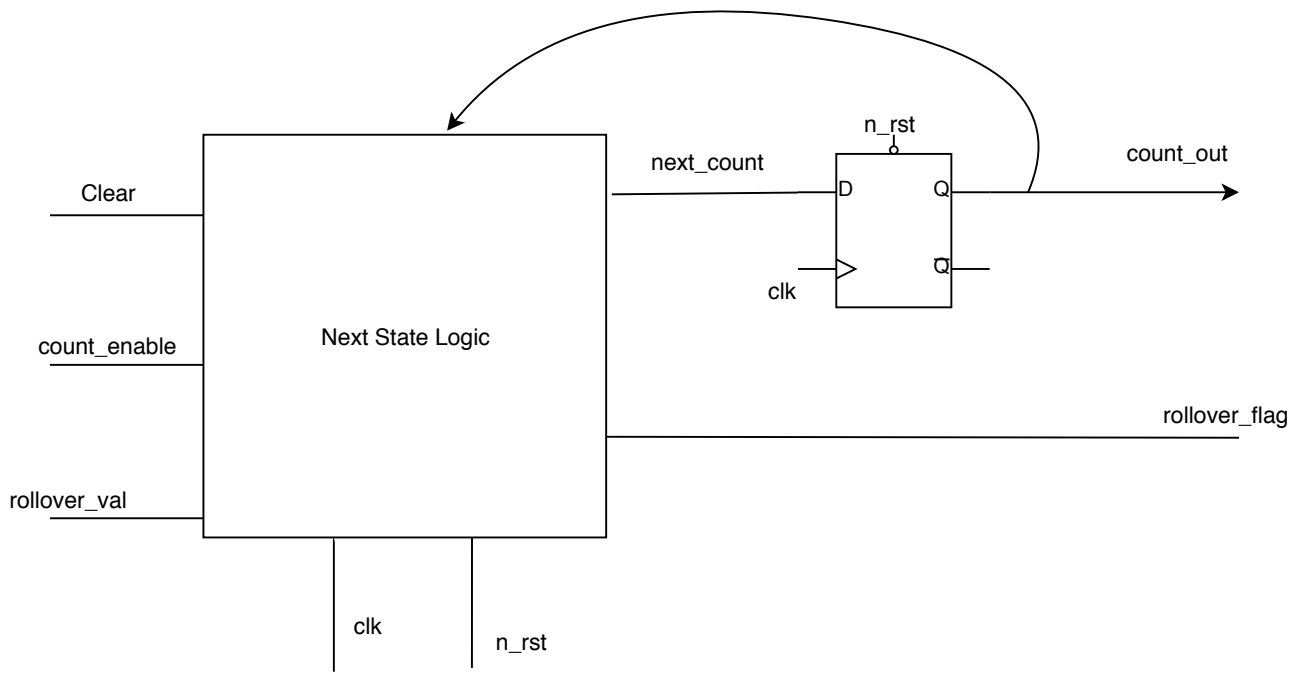 n_rst
next_count
count_out
Clear
D
Q
Q
clk
Next State Logic
count_enable
rollover_flag
rollover_val
clk
n_rst